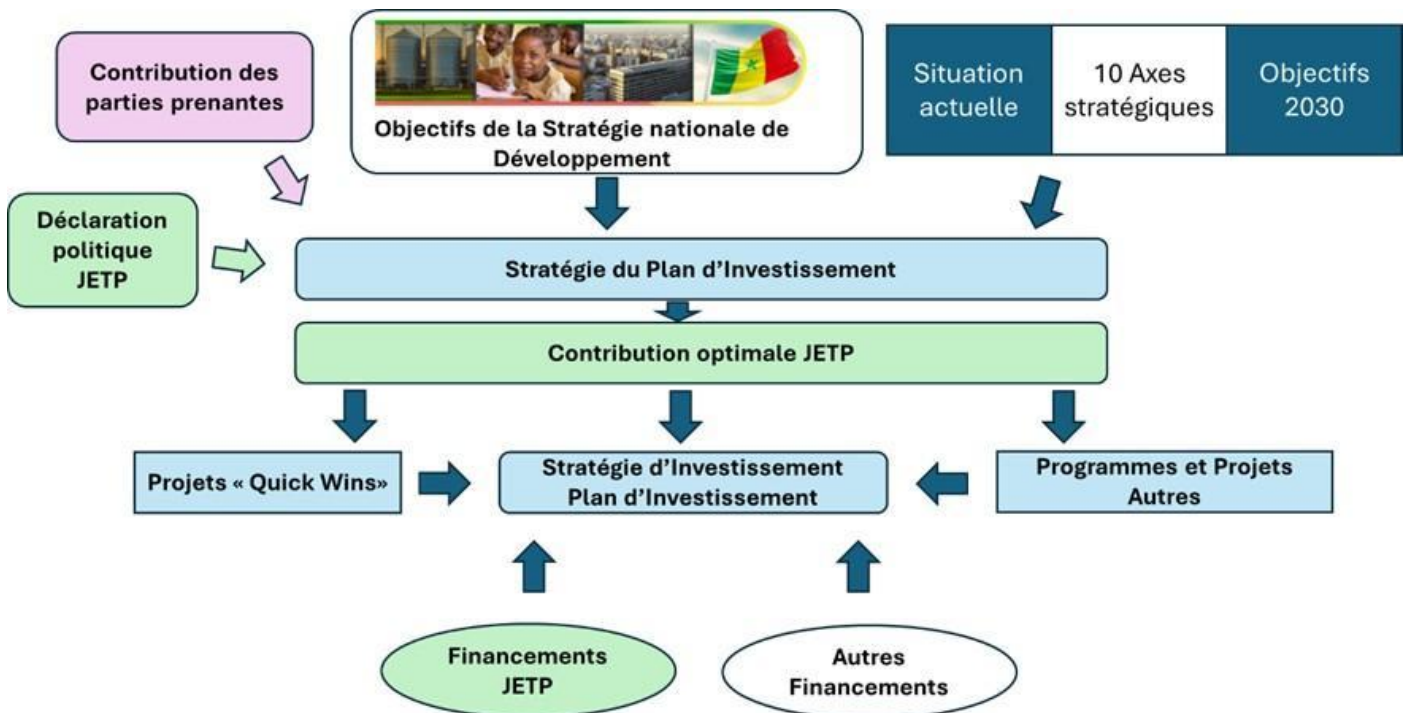 Contribution des
parties prenantes
Objectifs de la Stratégie nationale de
Développement
Situation
actuelle
10 Axes
stratégiques
Objectifs
2030
Déclaration
politique
JETP
Stratégie du Plan d’Investissement
Contribution optimale JETP
Projets « Quick Wins»
Stratégie d’Investissement
Plan d’Investissement
Programmes et Projets
Autres
Financements
JETP
Autres
Financements